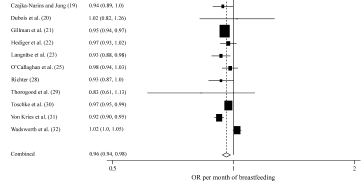 Czajka-Narins and Jung (19) 0.94 (0.89, 1.0)
Dubois et al. (20) 1.02 (0.82, 1.26)
Gillman et al. (21) 0.95 (0.94, 0.97)
Hediger et al. (22) 0.97 (0.93, 1.02)
Langnäse et al. (23) 0.93 (0.88, 0.98)
O'Callaghan et al. (25) 0.98 (0.94, 1.03)
Richter (28) 0.93 (0.87, 1.0)
Thorogood et al. (29) 0.83 (0.61, 1.13)
Toschke et al. (30) 0.97 (0.95, 0.99)
Von Kries et al. (31) 0.92 (0.90, 0.95)
Wadsworth et al. (32) 1.02 (1.0, 1.05)
Combined 0.96 (0.94, 0.98)
0.5 1 2
OR per month of breastfeeding